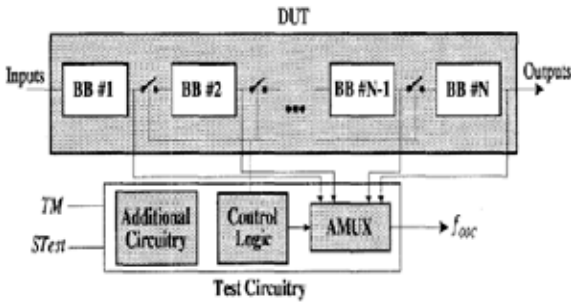 DUT
Inputs
BB #1
BB #2
...
BB #N-1
BB #N
Outputs
TM
STest
Additional
Circuitry
Control
Logic
AMUX
fosc
Test Circuitry